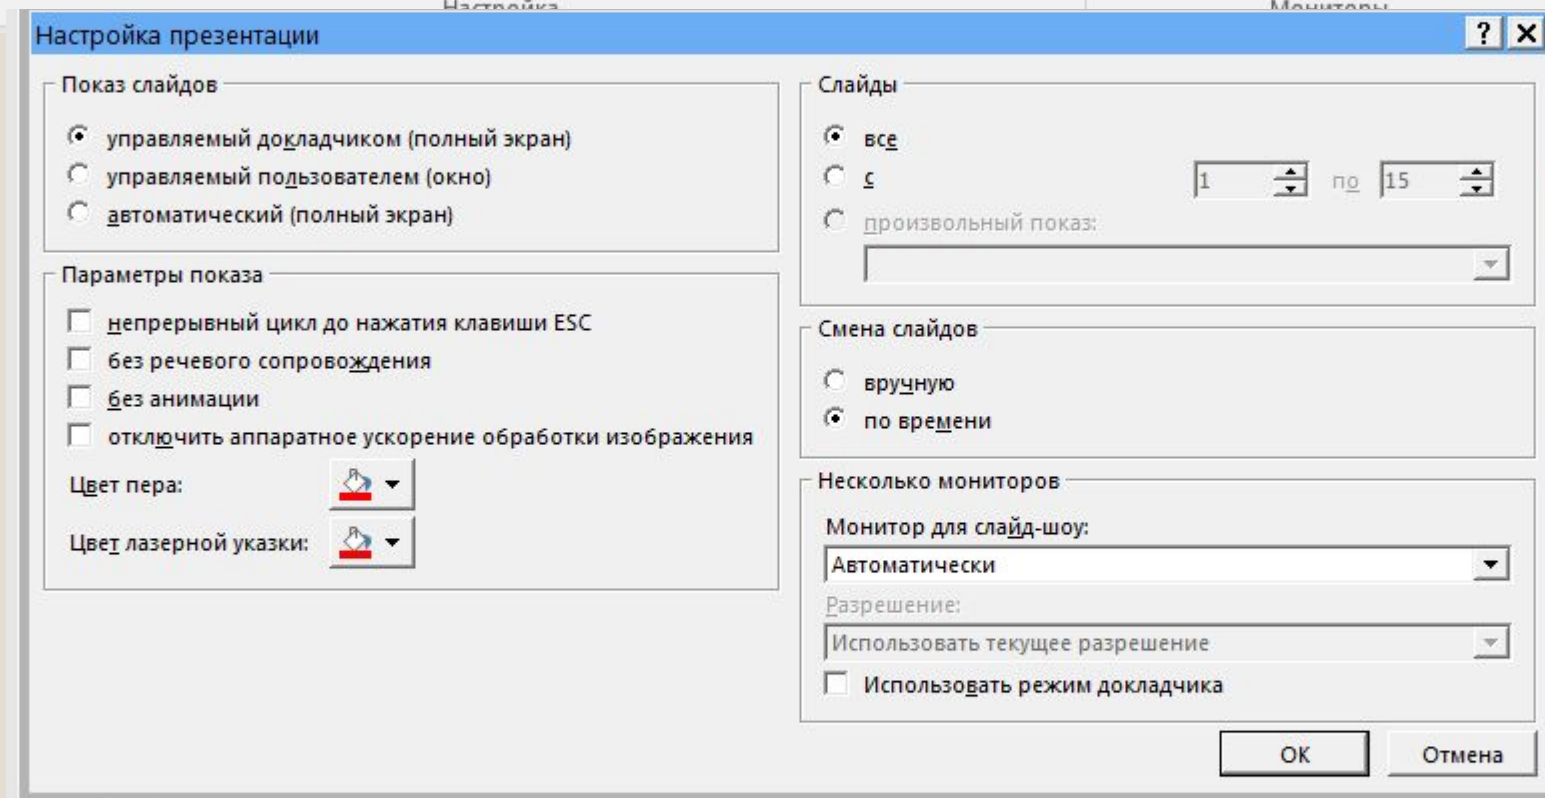 Настройка
Мониторы
Настройка презентации
Показ слайдов
управляемый докладчиком (полный экран)
управляемый пользователем (окно)
автоматический (полный экран)
Параметры показа
непрерывный цикл до нажатия клавиши ESC
без речевого сопровождения
без анимации
отключить аппаратное ускорение обработки изображения
Цвет пера:
Цвет лазерной указки:
Слайды
все
с 1 по 15
произвольный показ:
Смена слайдов
вручную
по времени
Несколько мониторов
Монитор для слайд-шоу:
Автоматически
Разрешение:
Использовать текущее разрешение
Использовать режим докладчика
ОК Отмена